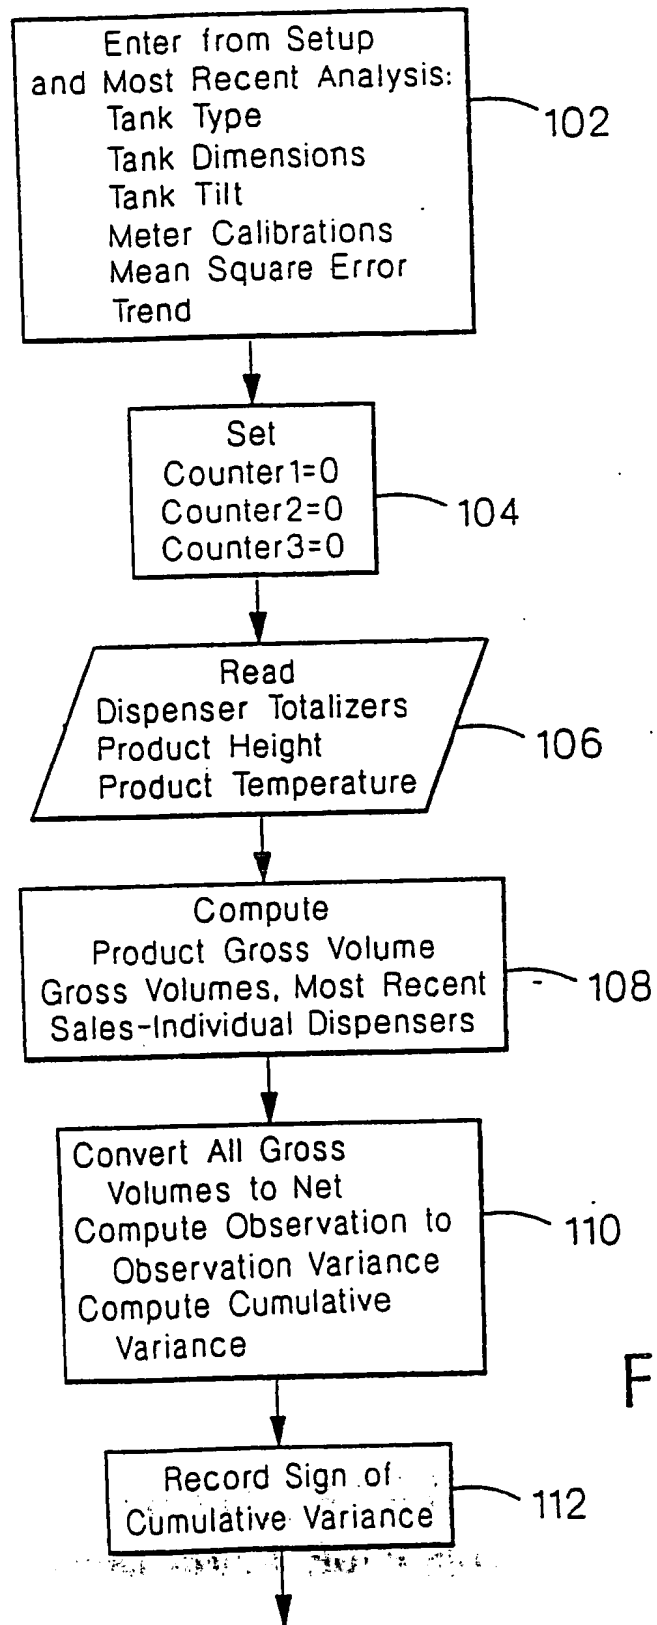 Enter from Setup
and Most Recent Analysis:
Tank Type
Tank Dimensions
Tank Tilt
Meter Calibrations
Mean Square Error
Trend
102
Set
Counter1=0
Counter2=0
Counter3=0
104
Read
Dispenser Totalizers
Product Height
Product Temperature
106
Compute
Product Gross Volume
Gross Volumes, Most Recent
Sales-Individual Dispensers
108
Convert All Gross
Volumes to Net
Compute Observation to
Observation Variance
Compute Cumulative
Variance
110
F
Record Sign of
Cumulative Variance
112